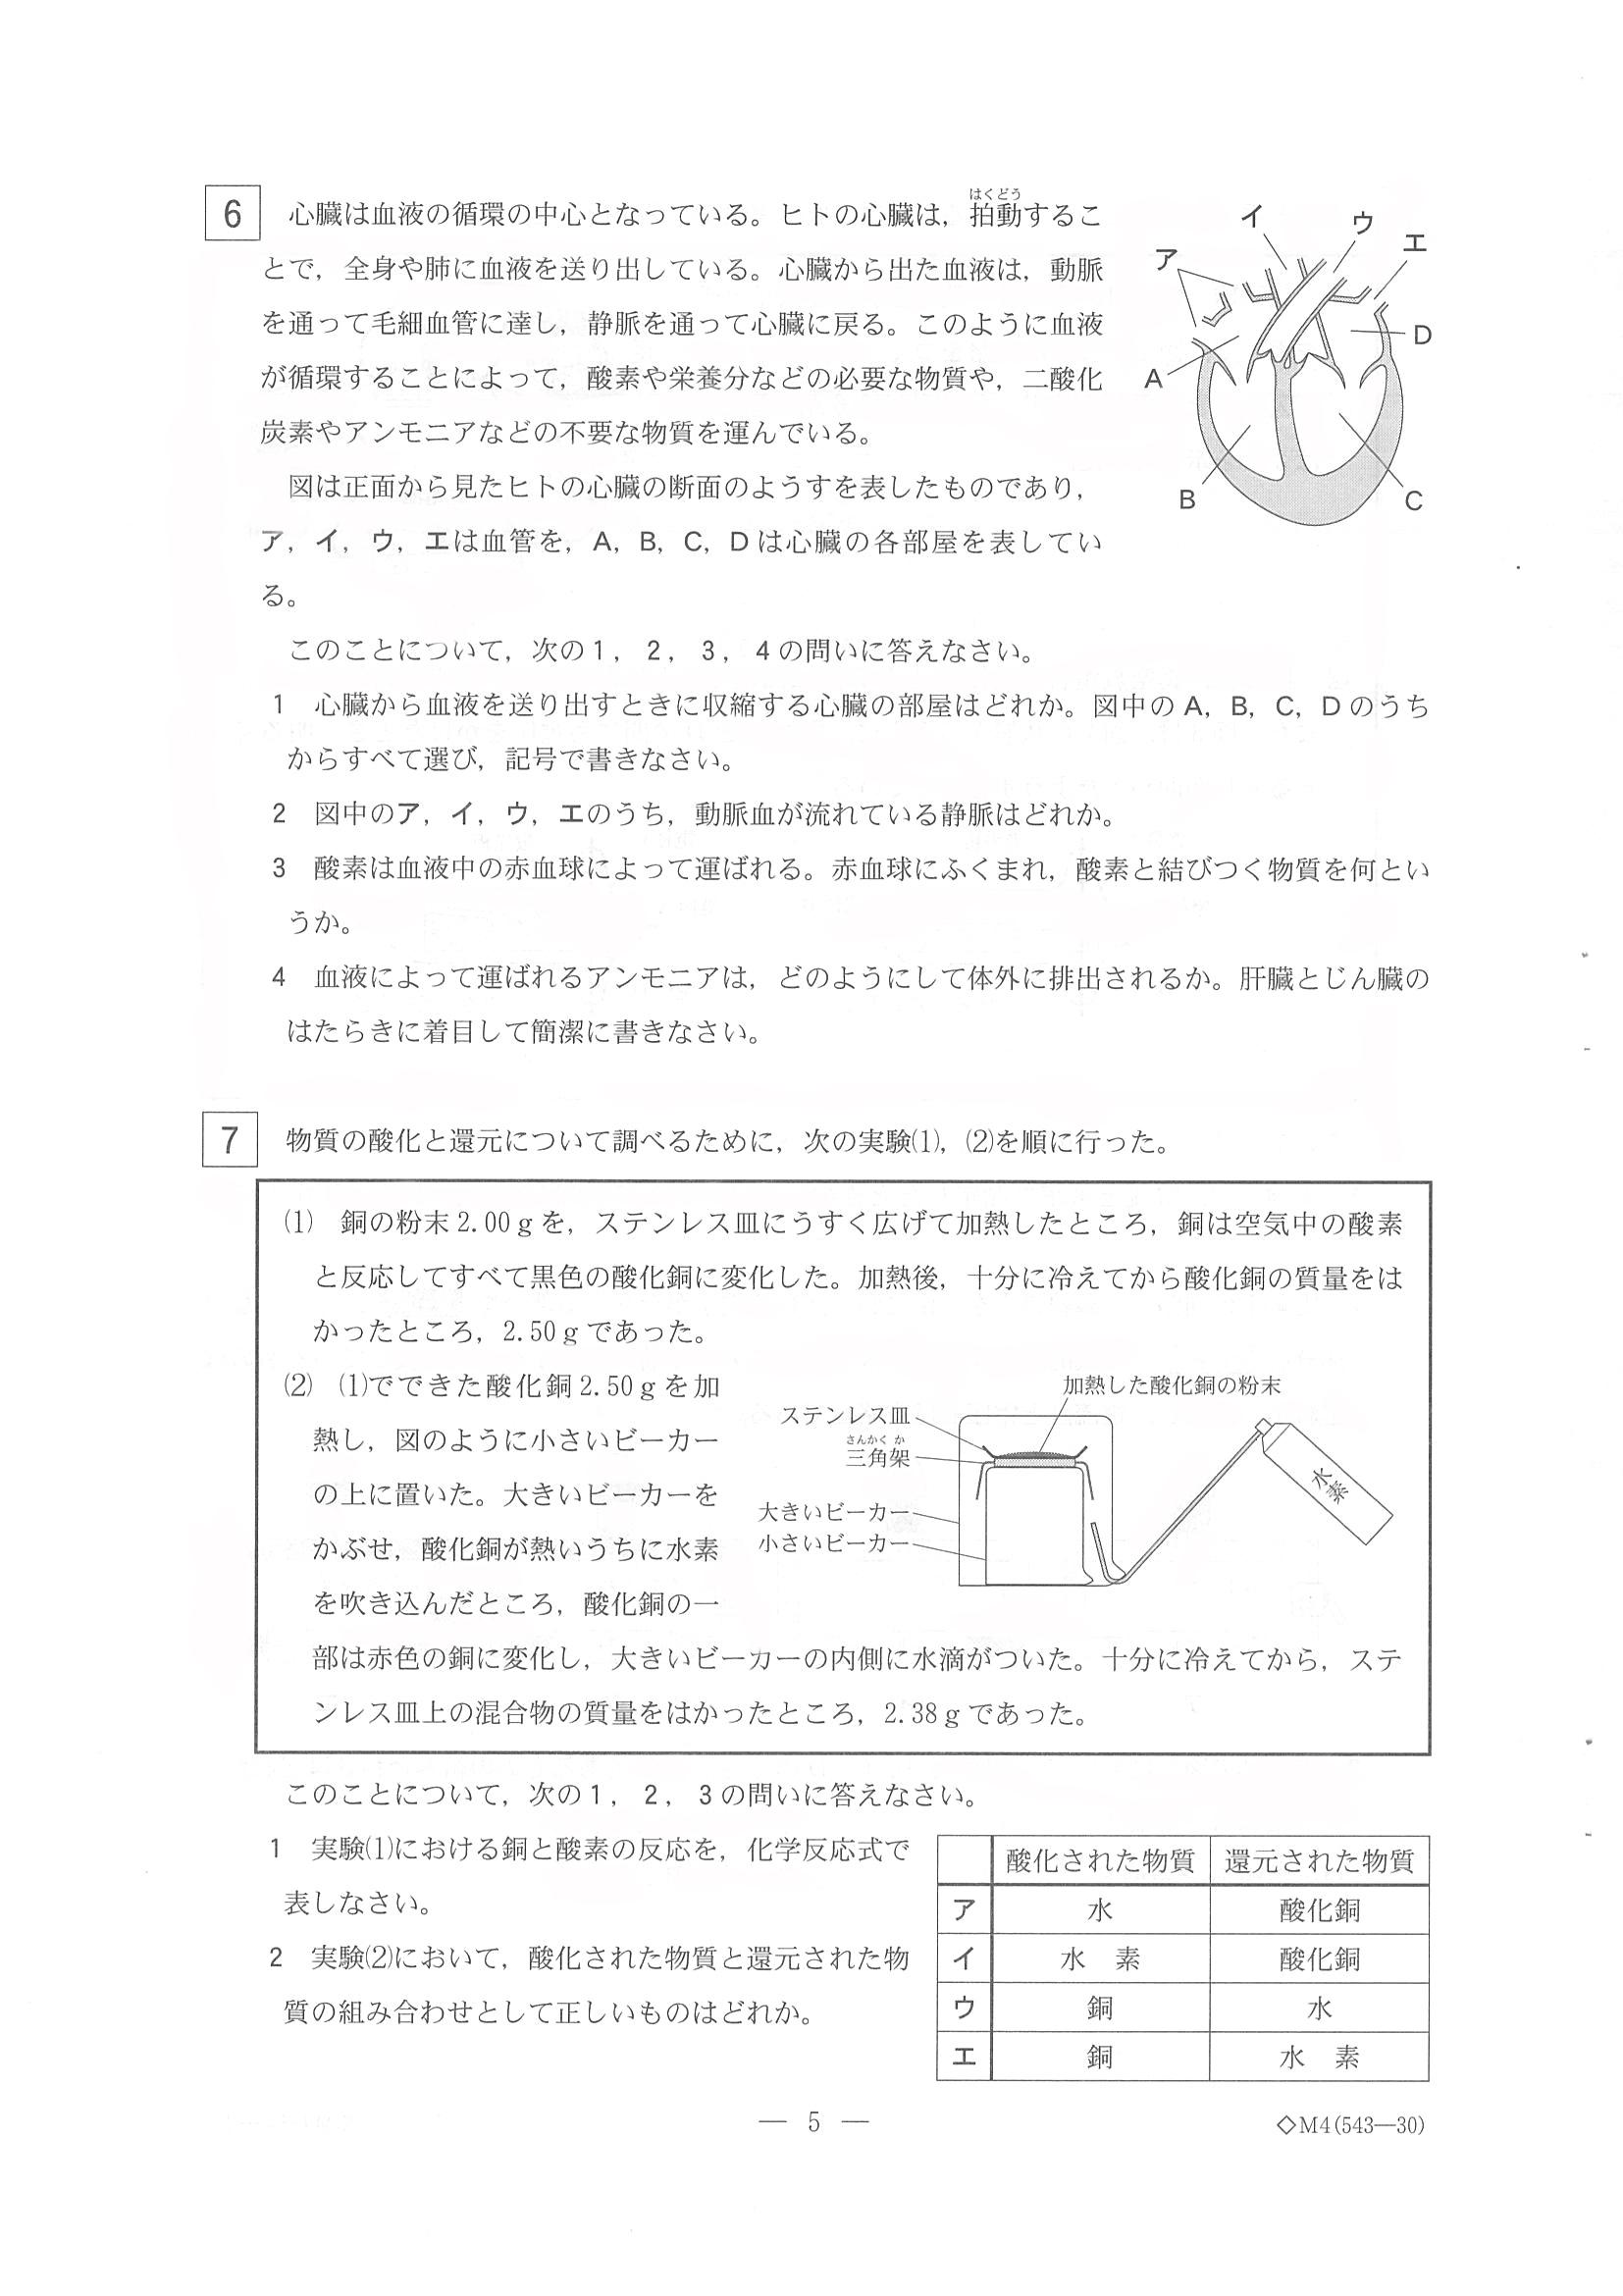 6 心臓は血液の循環の中心となっている。ヒトの心臓は，拍動するこ
はくどう
とで，全身や肺に血液を送り出している。心臓から出た血液は，動脈
を通って毛細血管に達し，静脈を通って心臓に戻る。このように血液
が循環することによって，酸素や栄養分などの必要な物質や，二酸化
炭素やアンモニアなどの不要な物質を運んでいる。
図は正面から見たヒトの心臓の断面のようすを表したものであり，
ア，イ，ウ，エは血管を，A，B，C，Dは心臓の各部屋を表してい
る。
ア
イ
ウ
エ
A
D
B
C
このことについて，次の1，2，3，4の問いに答えなさい。
1 心臓から血液を送り出すときに収縮する心臓の部屋はどれか。図中のA，B，C，Dのうち
からすべて選び，記号で書きなさい。
2 図中のア，イ，ウ，エのうち，動脈血が流れている静脈はどれか。
3 酸素は血液中の赤血球によって運ばれる。赤血球にふくまれ，酸素と結びつく物質を何とい
うか。
4 血液によって運ばれるアンモニアは，どのようにして体外に排出されるか。肝臓とじん臓の
はたらきに着目して簡潔に書きなさい。
7 物質の酸化と還元について調べるために，次の実験⑴，⑵を順に行った。
⑴ 銅の粉末2.00gを，ステンレス皿にうすく広げて加熱したところ，銅は空気中の酸素
と反応してすべて黒色の酸化銅に変化した。加熱後，十分に冷えてから酸化銅の質量をは
かったところ，2.50gであった。
⑵ ⑴でできた酸化銅2.50gを加
熱し，図のように小さいビーカー
の上に置いた。大きいビーカーを
かぶせ，酸化銅が熱いうちに水素
を吹き込んだところ，酸化銅の一
部は赤色の銅に変化し，大きいビーカーの内側に水滴がついた。十分に冷えてから，ステ
ンレス皿上の混合物の質量をはかったところ，2.38gであった。
加熱した酸化銅の粉末
ステンレス皿
さんかく か
三角架
大きいビーカー
小さいビーカー
水素
このことについて，次の1，2，3の問いに答えなさい。
1 実験⑴における銅と酸素の反応を，化学反応式で
表しなさい。
2 実験⑵において，酸化された物質と還元された物
質の組み合わせとして正しいものはどれか。
酸化された物質 還元された物質
ア 水 酸化銅
イ 水 素 酸化銅
ウ 銅 水
エ 銅 水 素
― 5 ―
◇M4(543―30)